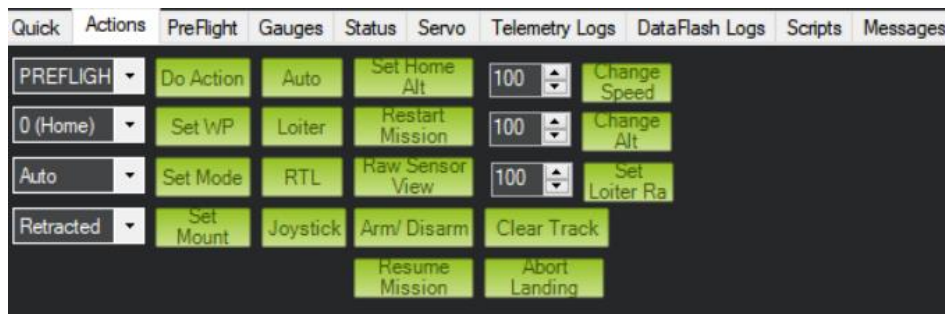 Quick Actions PreFlight Gauges Status Servo Telemetry Logs DataFlash Logs Scripts Messages
PREFLIGH Do Action Auto Set Home Alt 100 Change Speed
0 (Home) Set WP Loiter Restart Mission 100 Change Alt
Auto Set Mode RTL Raw Sensor View 100 Set Loiter Ra
Retracted Set Mount Joystick Arm/ Disarm Clear Track
Resume Mission Abort Landing